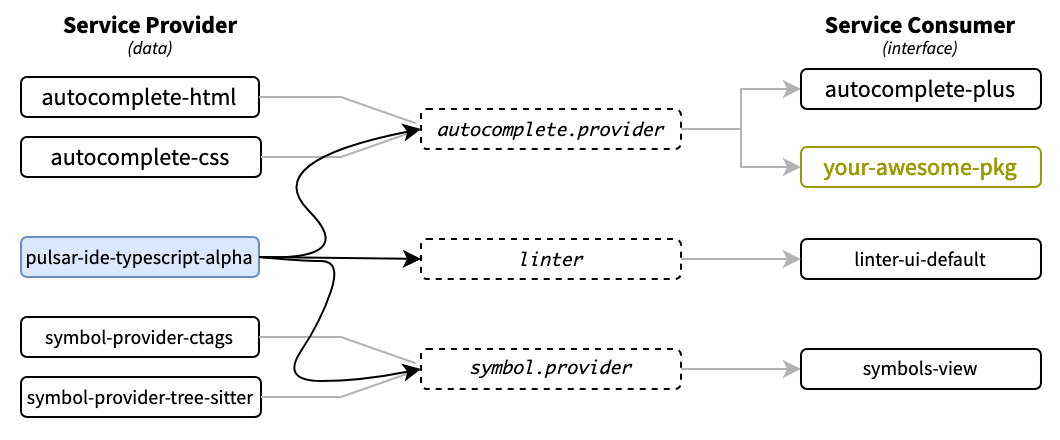 Service Provider
(data)
Service Consumer
(interface)
autocomplete-html
autocomplete-css
autocomplete.provider
autocomplete-plus
your-awesome-pkg
pulsar-ide-typescript-alpha
linter
linter-ui-default
symbol-provider-ctags
symbol-provider-tree-sitter
symbol.provider
symbols-view